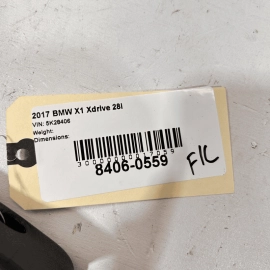 2017 BMW X1 Xdrive 28i
VIN: 5K28406
Weight:
Dimensions:
8406-0559
F/C